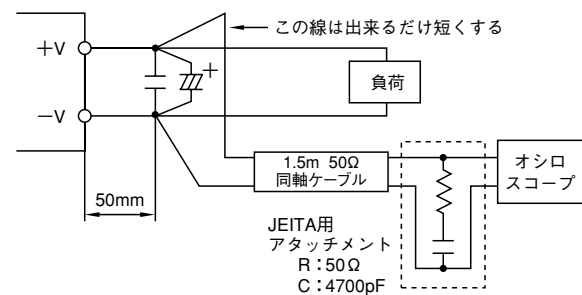 この線は出来るだけ短くする
+V
+
負荷
−V
1.5m 50Ω
同軸ケーブル
オシロ
スコープ
50mm
JEITA用
アタッチメント
R:50Ω
C:4700pF